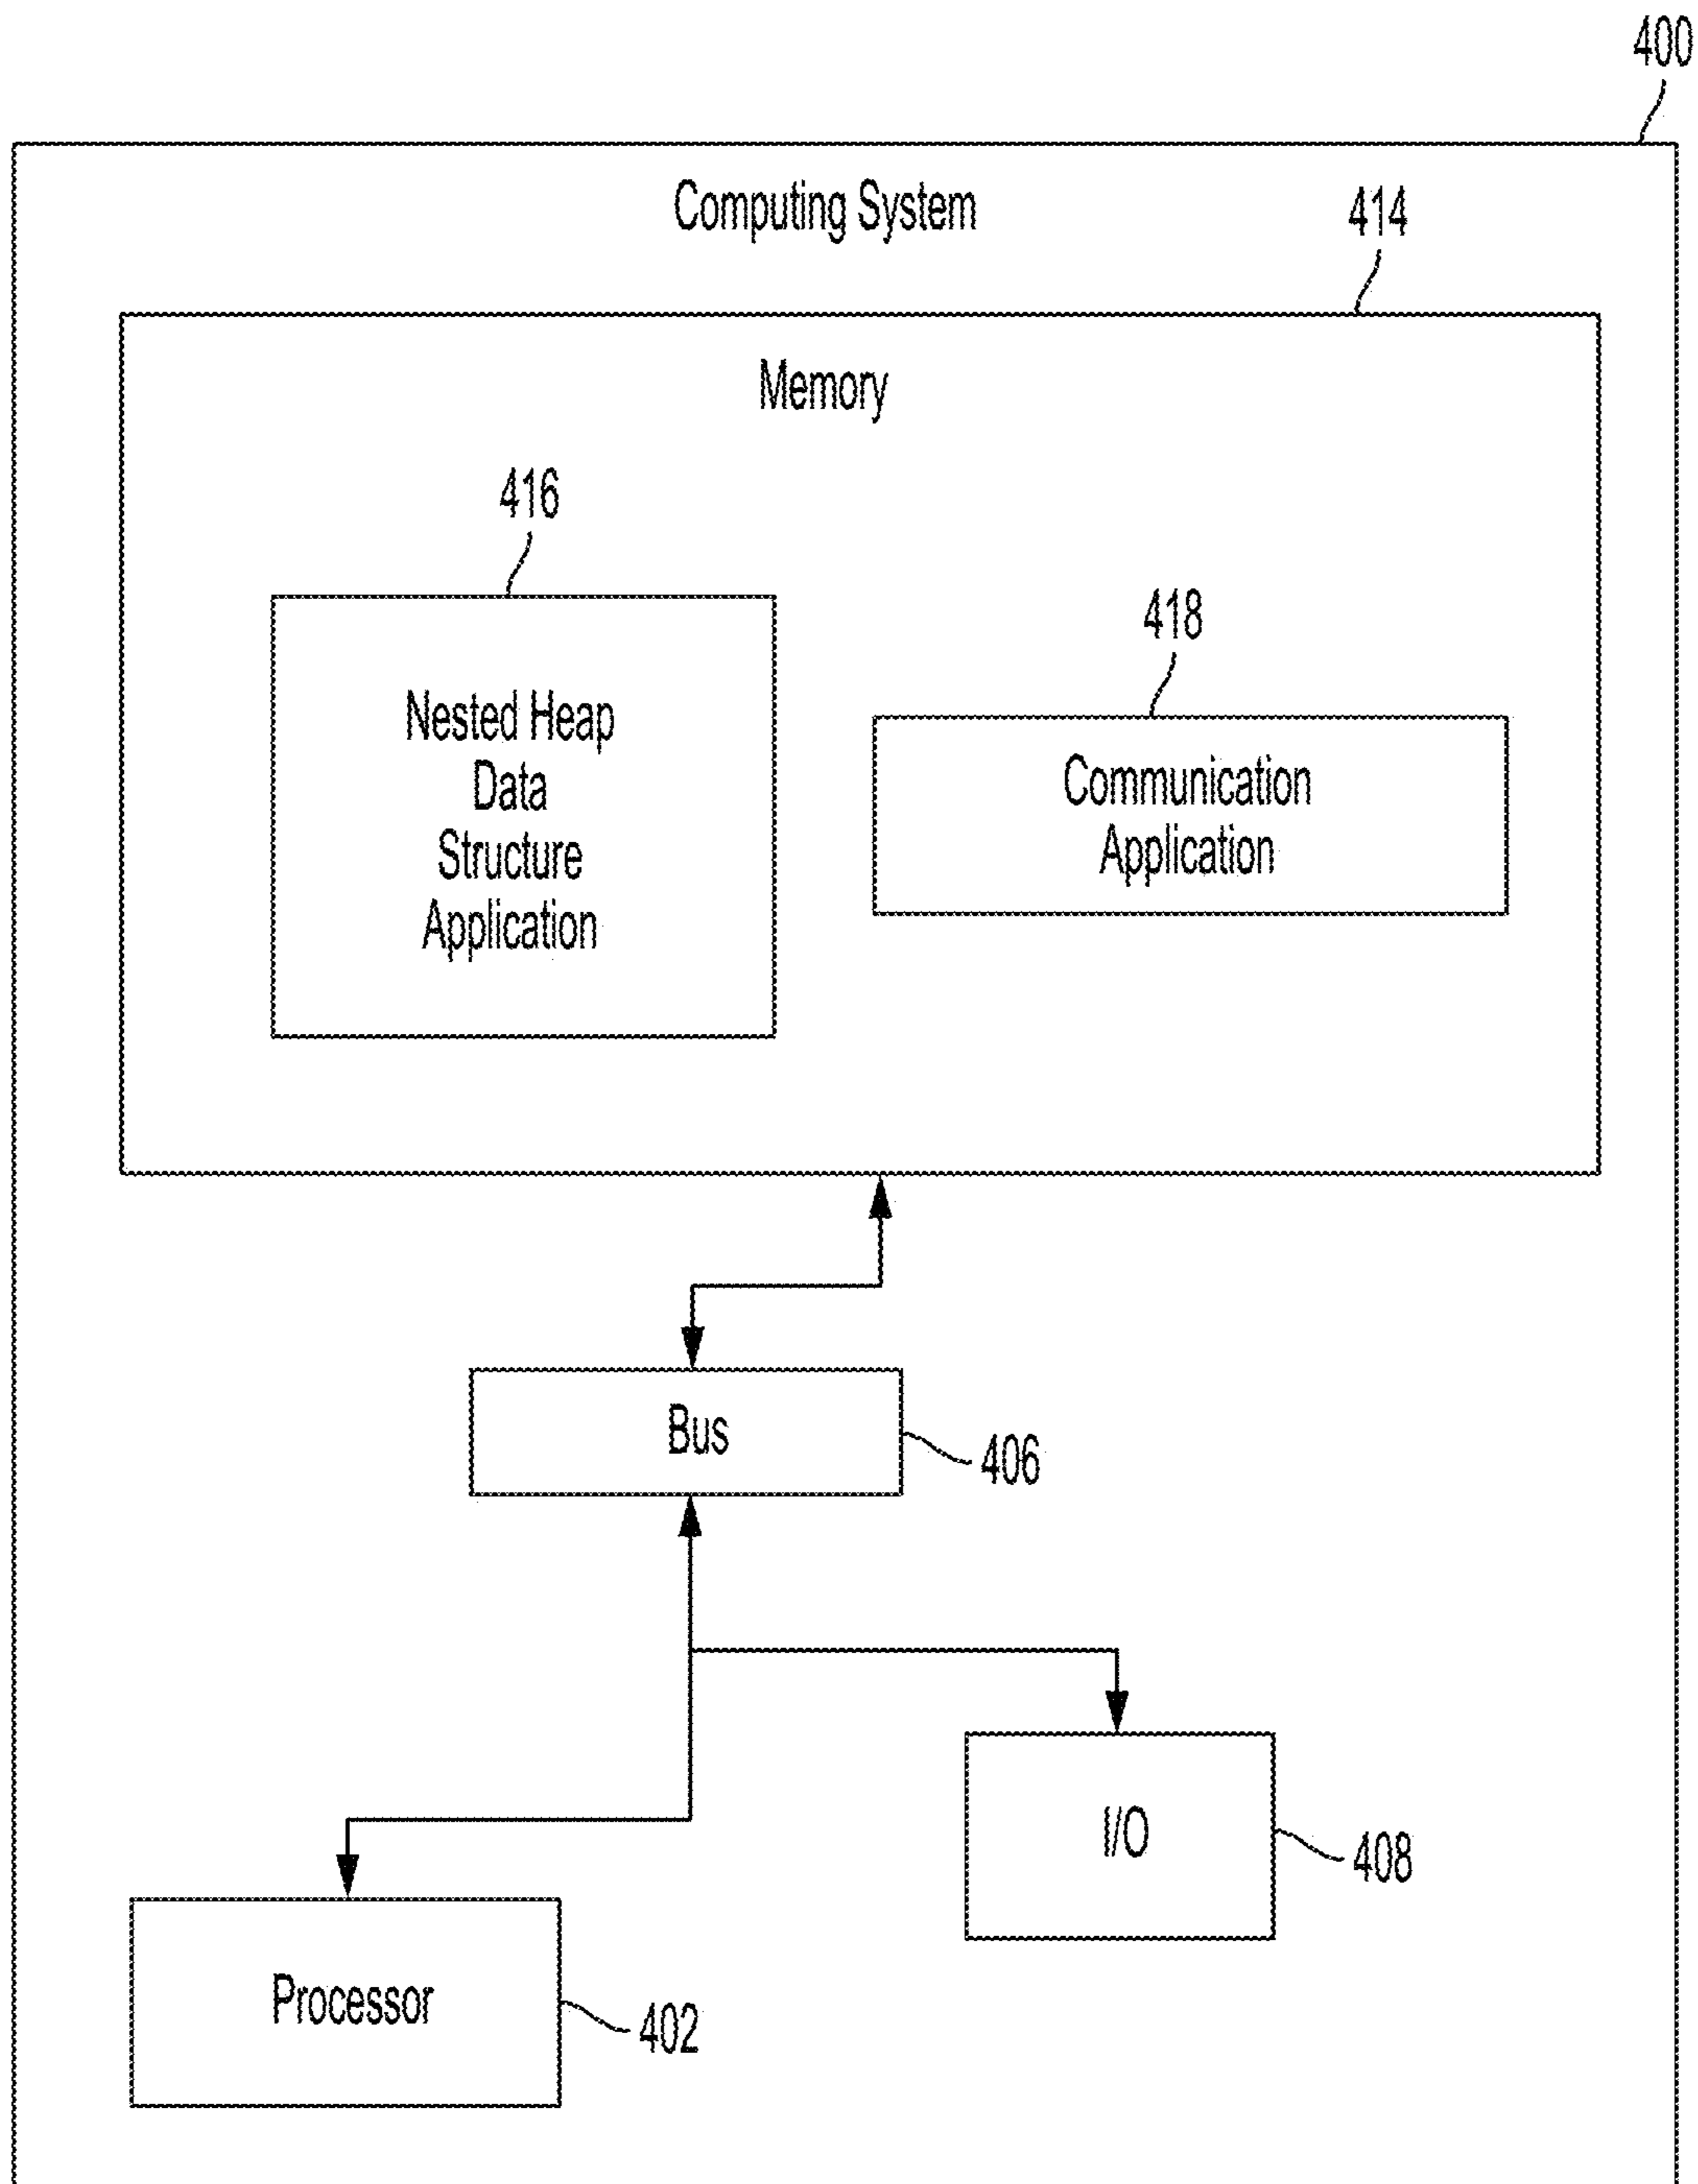 400
Computing System
414
Memory
416
418
Nested Heap
Data
Structure
Application
Communication
Application
Bus
406
I/O
408
Processor
402